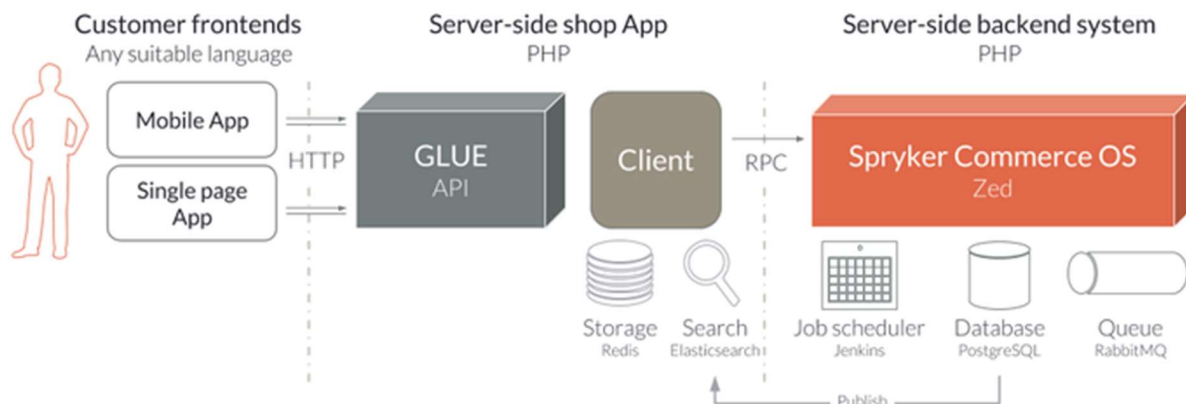 Customer frontends
Any suitable language
Server-side shop App
PHP
Server-side backend system
PHP
Mobile App
Single page
App
HTTP
GLUE
API
Client
RPC
Spryker Commerce OS
Zed
Storage
Redis
Search
Elasticsearch
Job scheduler
Jenkins
Database
PostgreSQL
Queue
RabbitMQ
Publish